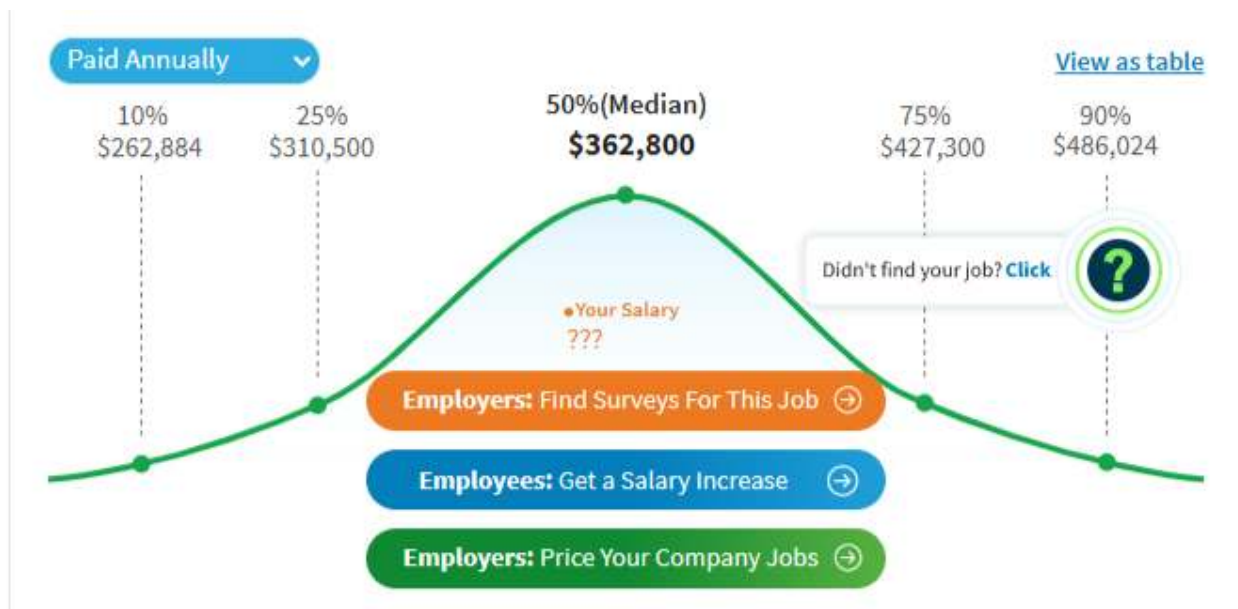 Paid Annually
View as table
10%
$262,884
25%
$310,500
50%(Median)
$362,800
75%
$427,300
90%
$486,024
Didn't find your job? Click
?
Your Salary
???
Employers: Find Surveys For This Job
Employees: Get a Salary Increase
Employers: Price Your Company Jobs